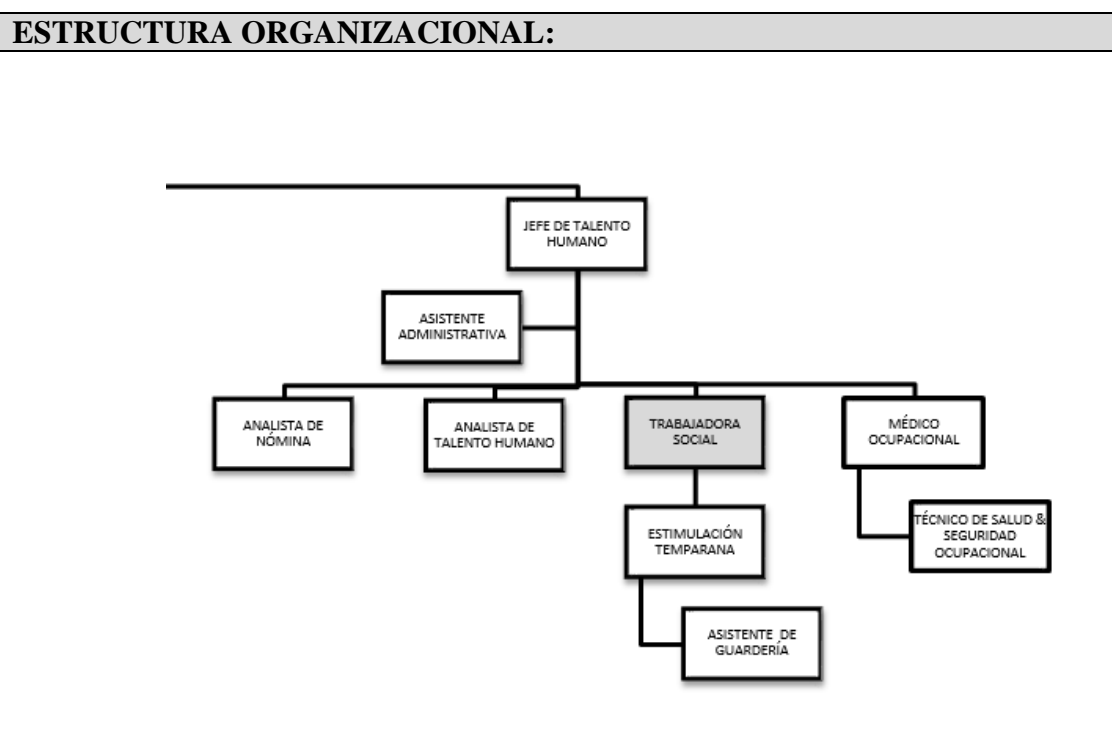 ESTRUCTURA ORGANIZACIONAL:
JEFE DE TALENTO
HUMANO
ASISTENTE
ADMINISTRATIVA
ANALISTA DE
NÓMINA
ANALISTA DE
TALENTO HUMANO
TRABAJADORA
SOCIAL
MÉDICO
OCUPACIONAL
ESTIMULACIÓN
TEMPARANA
TÉCNICO DE SALUD &
SEGURIDAD
OCUPACIONAL
ASISTENTE DE
GUARDERÍA